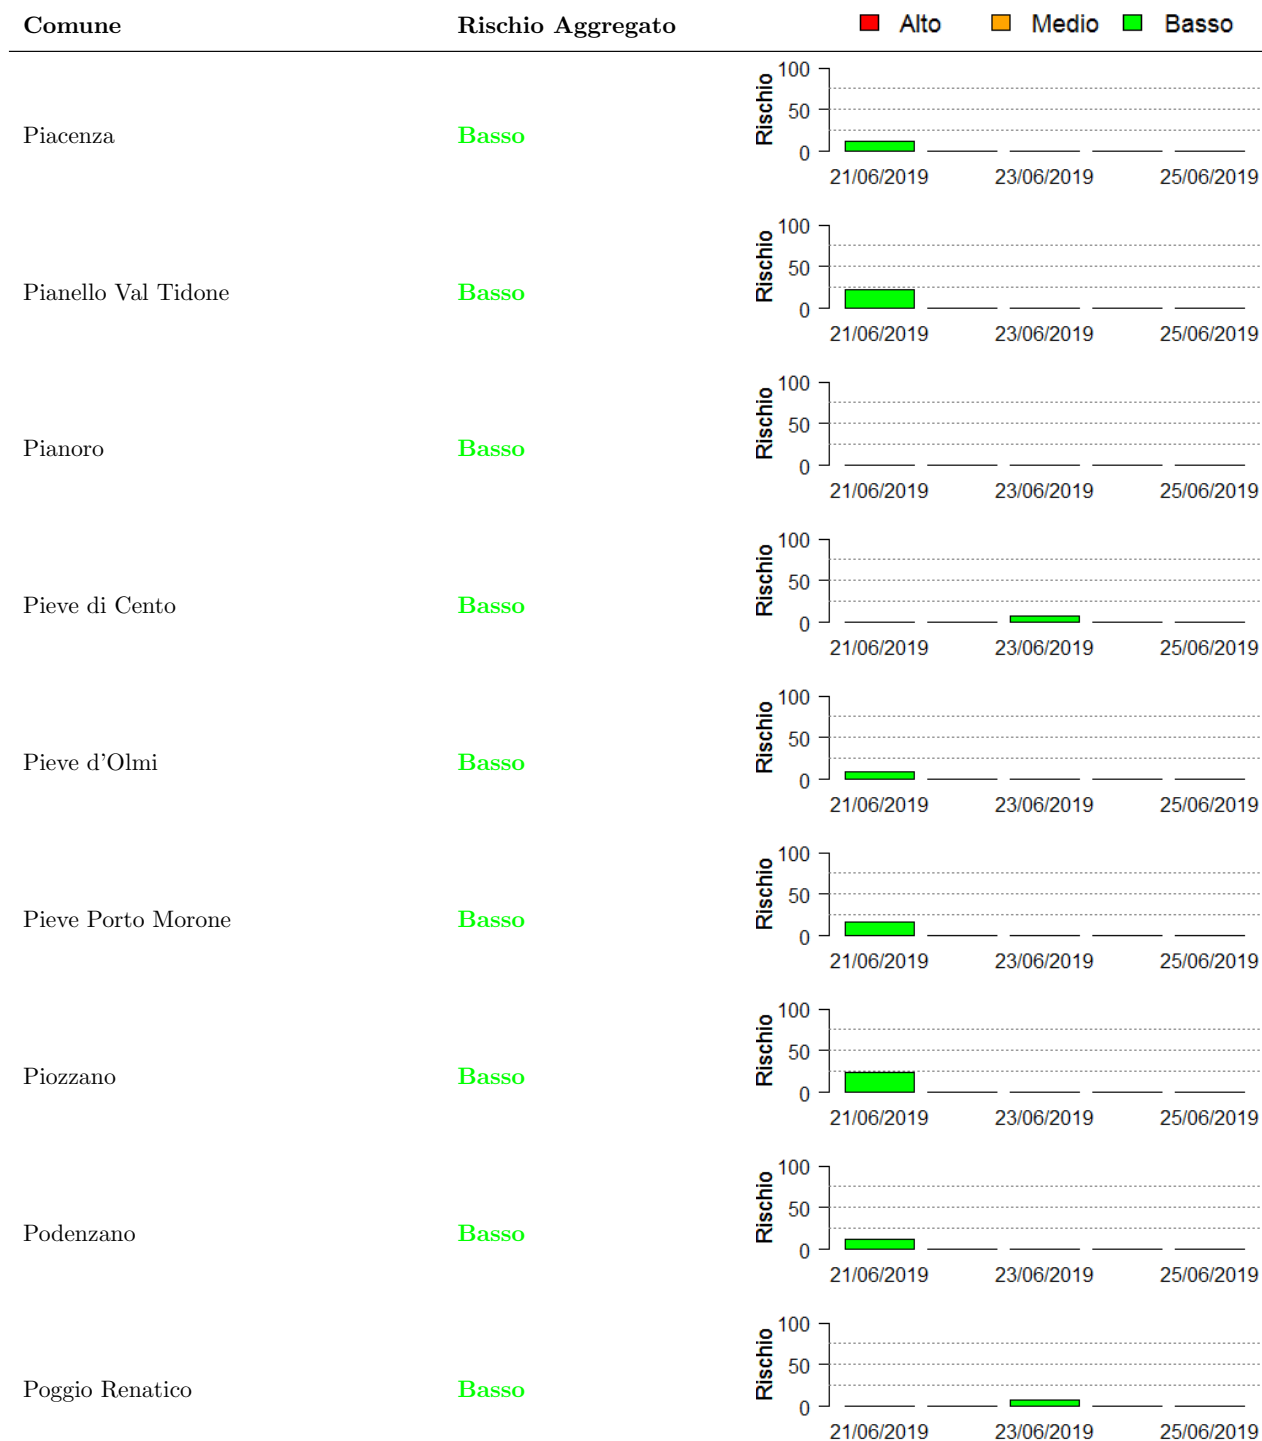 Comune Rischio Aggregato Alto Medio Basso
100
50
0
Rischio
Piacenza Basso
21/06/2019 23/06/2019 25/06/2019
100
50
0
Rischio
Pianello Val Tidone Basso
21/06/2019 23/06/2019 25/06/2019
100
50
0
Rischio
Pianoro Basso
21/06/2019 23/06/2019 25/06/2019
100
50
0
Rischio
Pieve di Cento Basso
21/06/2019 23/06/2019 25/06/2019
100
50
0
Rischio
Pieve d'Olmi Basso
21/06/2019 23/06/2019 25/06/2019
100
50
0
Rischio
Pieve Porto Morone Basso
21/06/2019 23/06/2019 25/06/2019
100
50
0
Rischio
Piozzano Basso
21/06/2019 23/06/2019 25/06/2019
100
50
0
Rischio
Podenzano Basso
21/06/2019 23/06/2019 25/06/2019
100
50
0
Rischio
Poggio Renatico Basso
21/06/2019 23/06/2019 25/06/2019